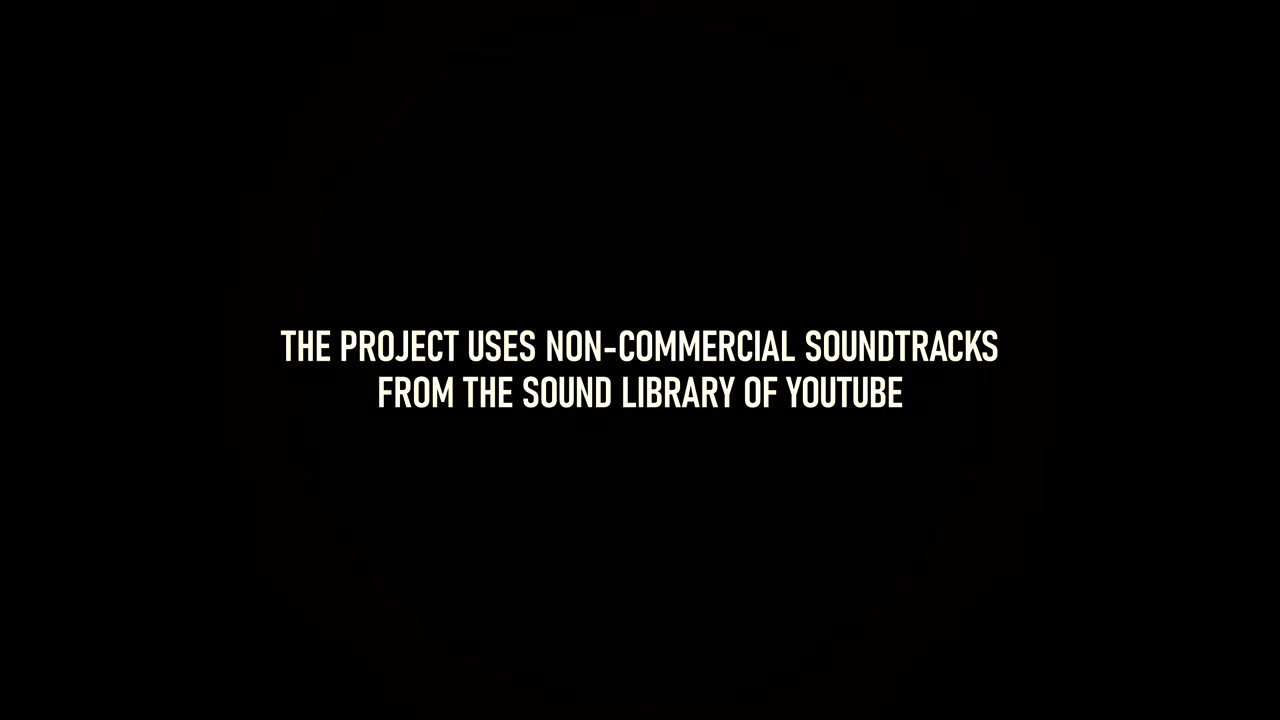 THE PROJECT USES NON-COMMERCIAL SOUNDTRACKS
FROM THE SOUND LIBRARY OF YOUTUBE